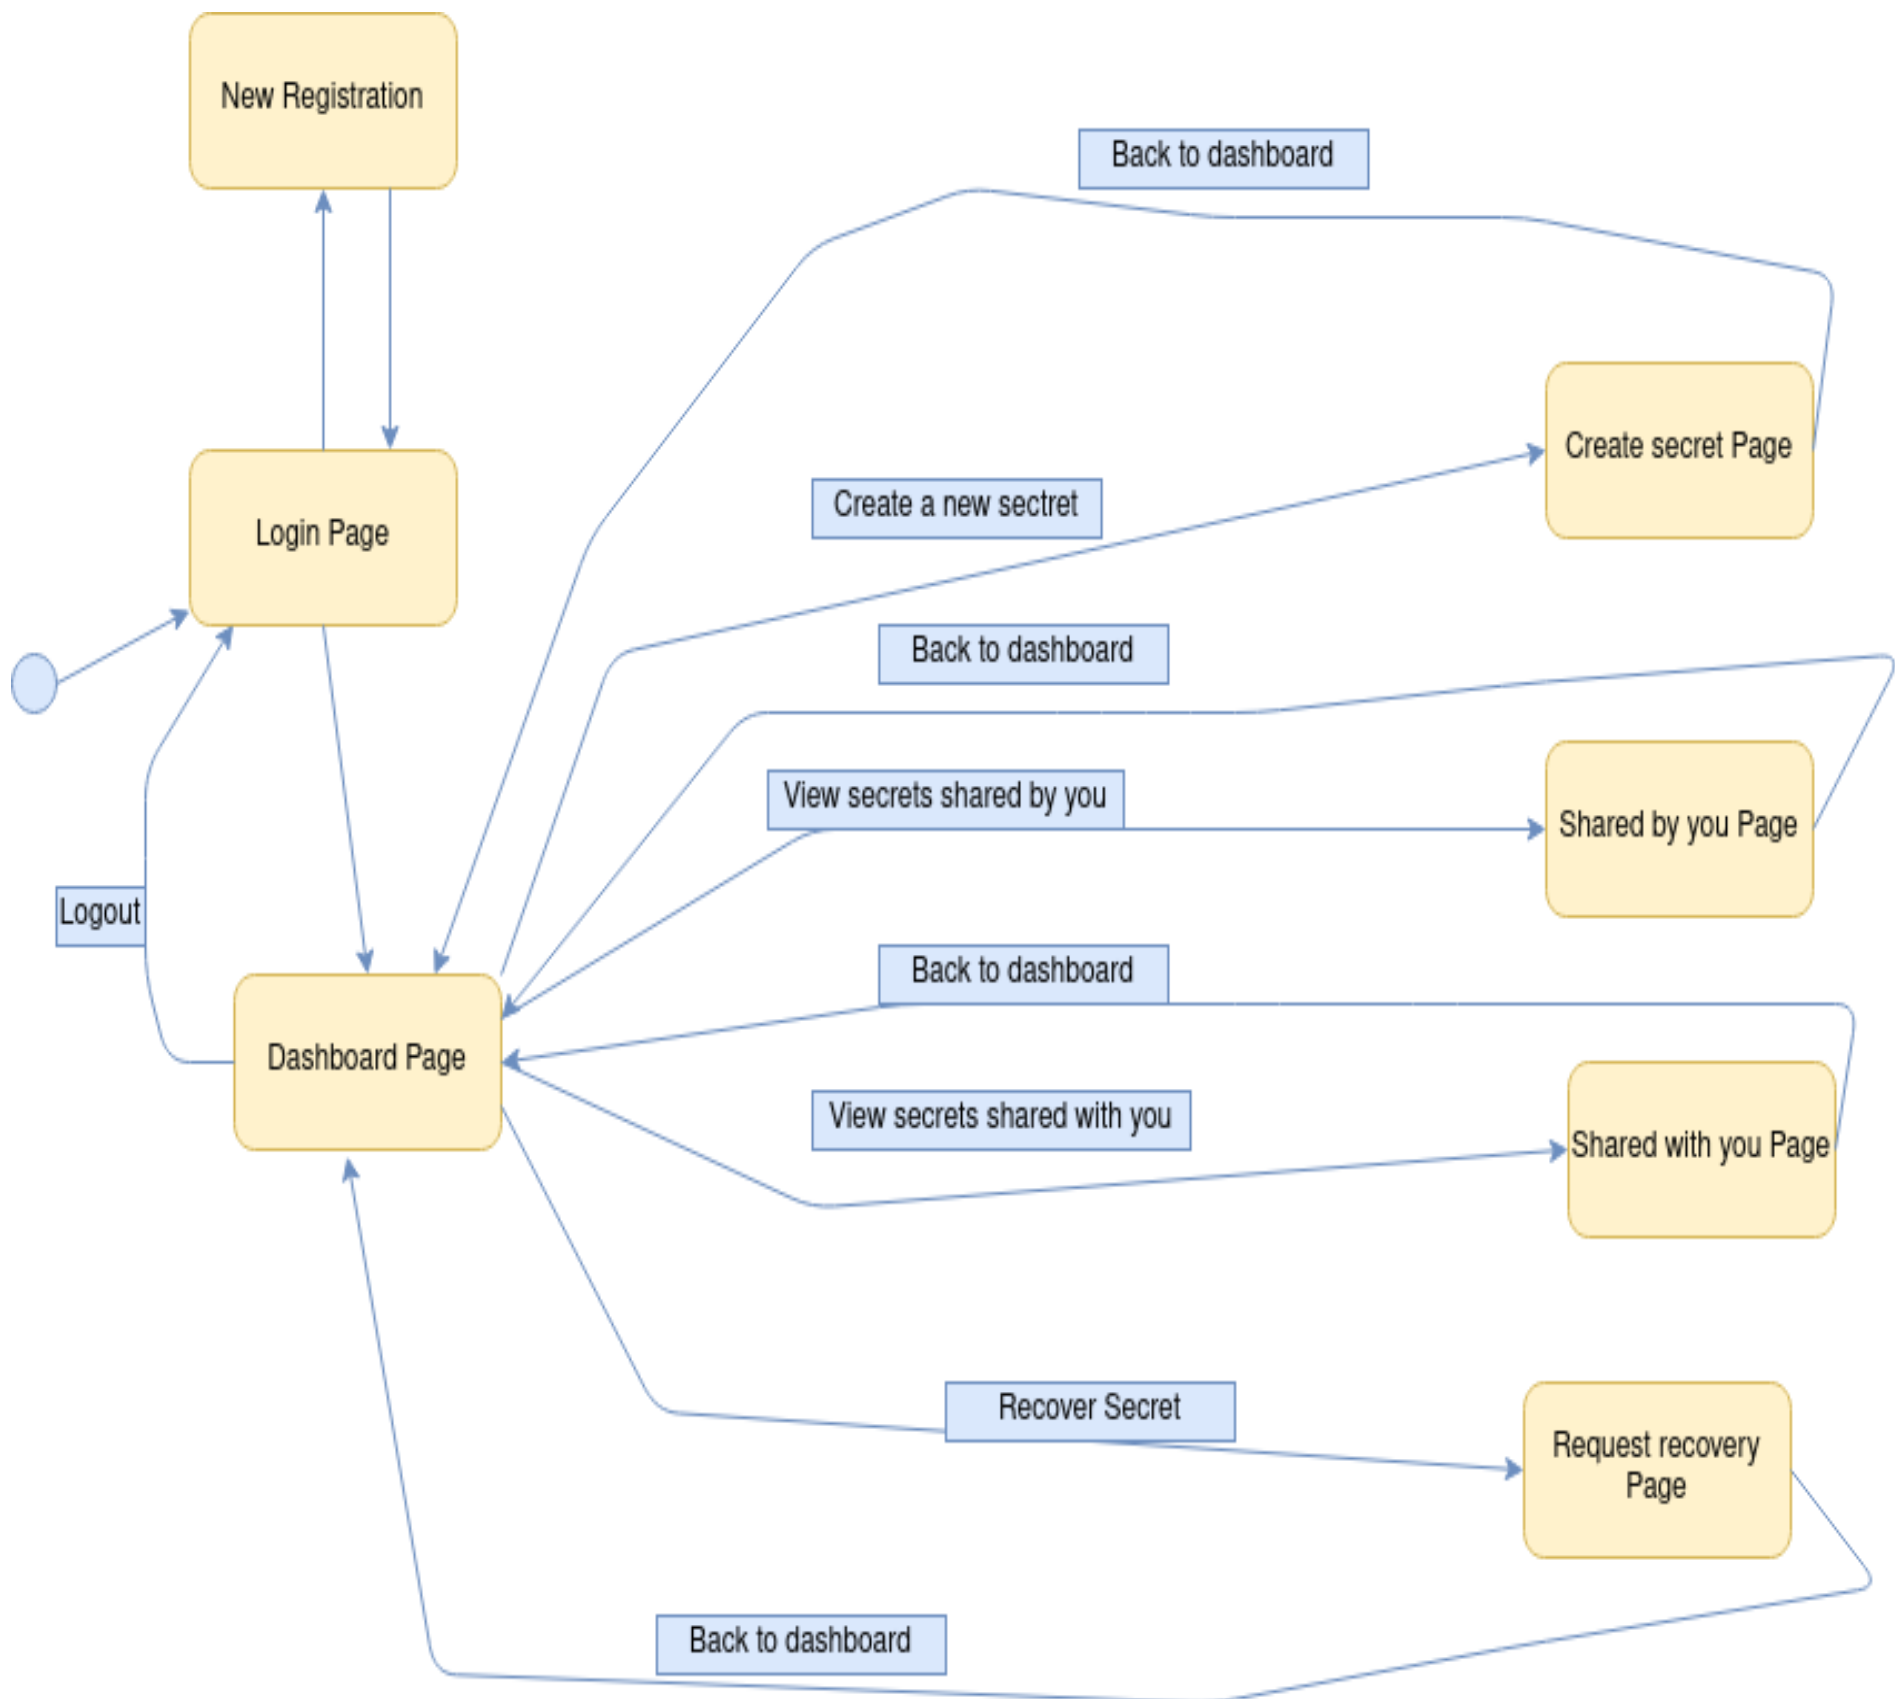 New Registration
Back to dashboard
Create secret Page
Create a new sectret
Login Page
Back to dashboard
View secrets shared by you
Shared by you Page
Logout
Back to dashboard
Dashboard Page
View secrets shared with you
Shared with you Page
Recover Secret
Request recovery
Page
Back to dashboard